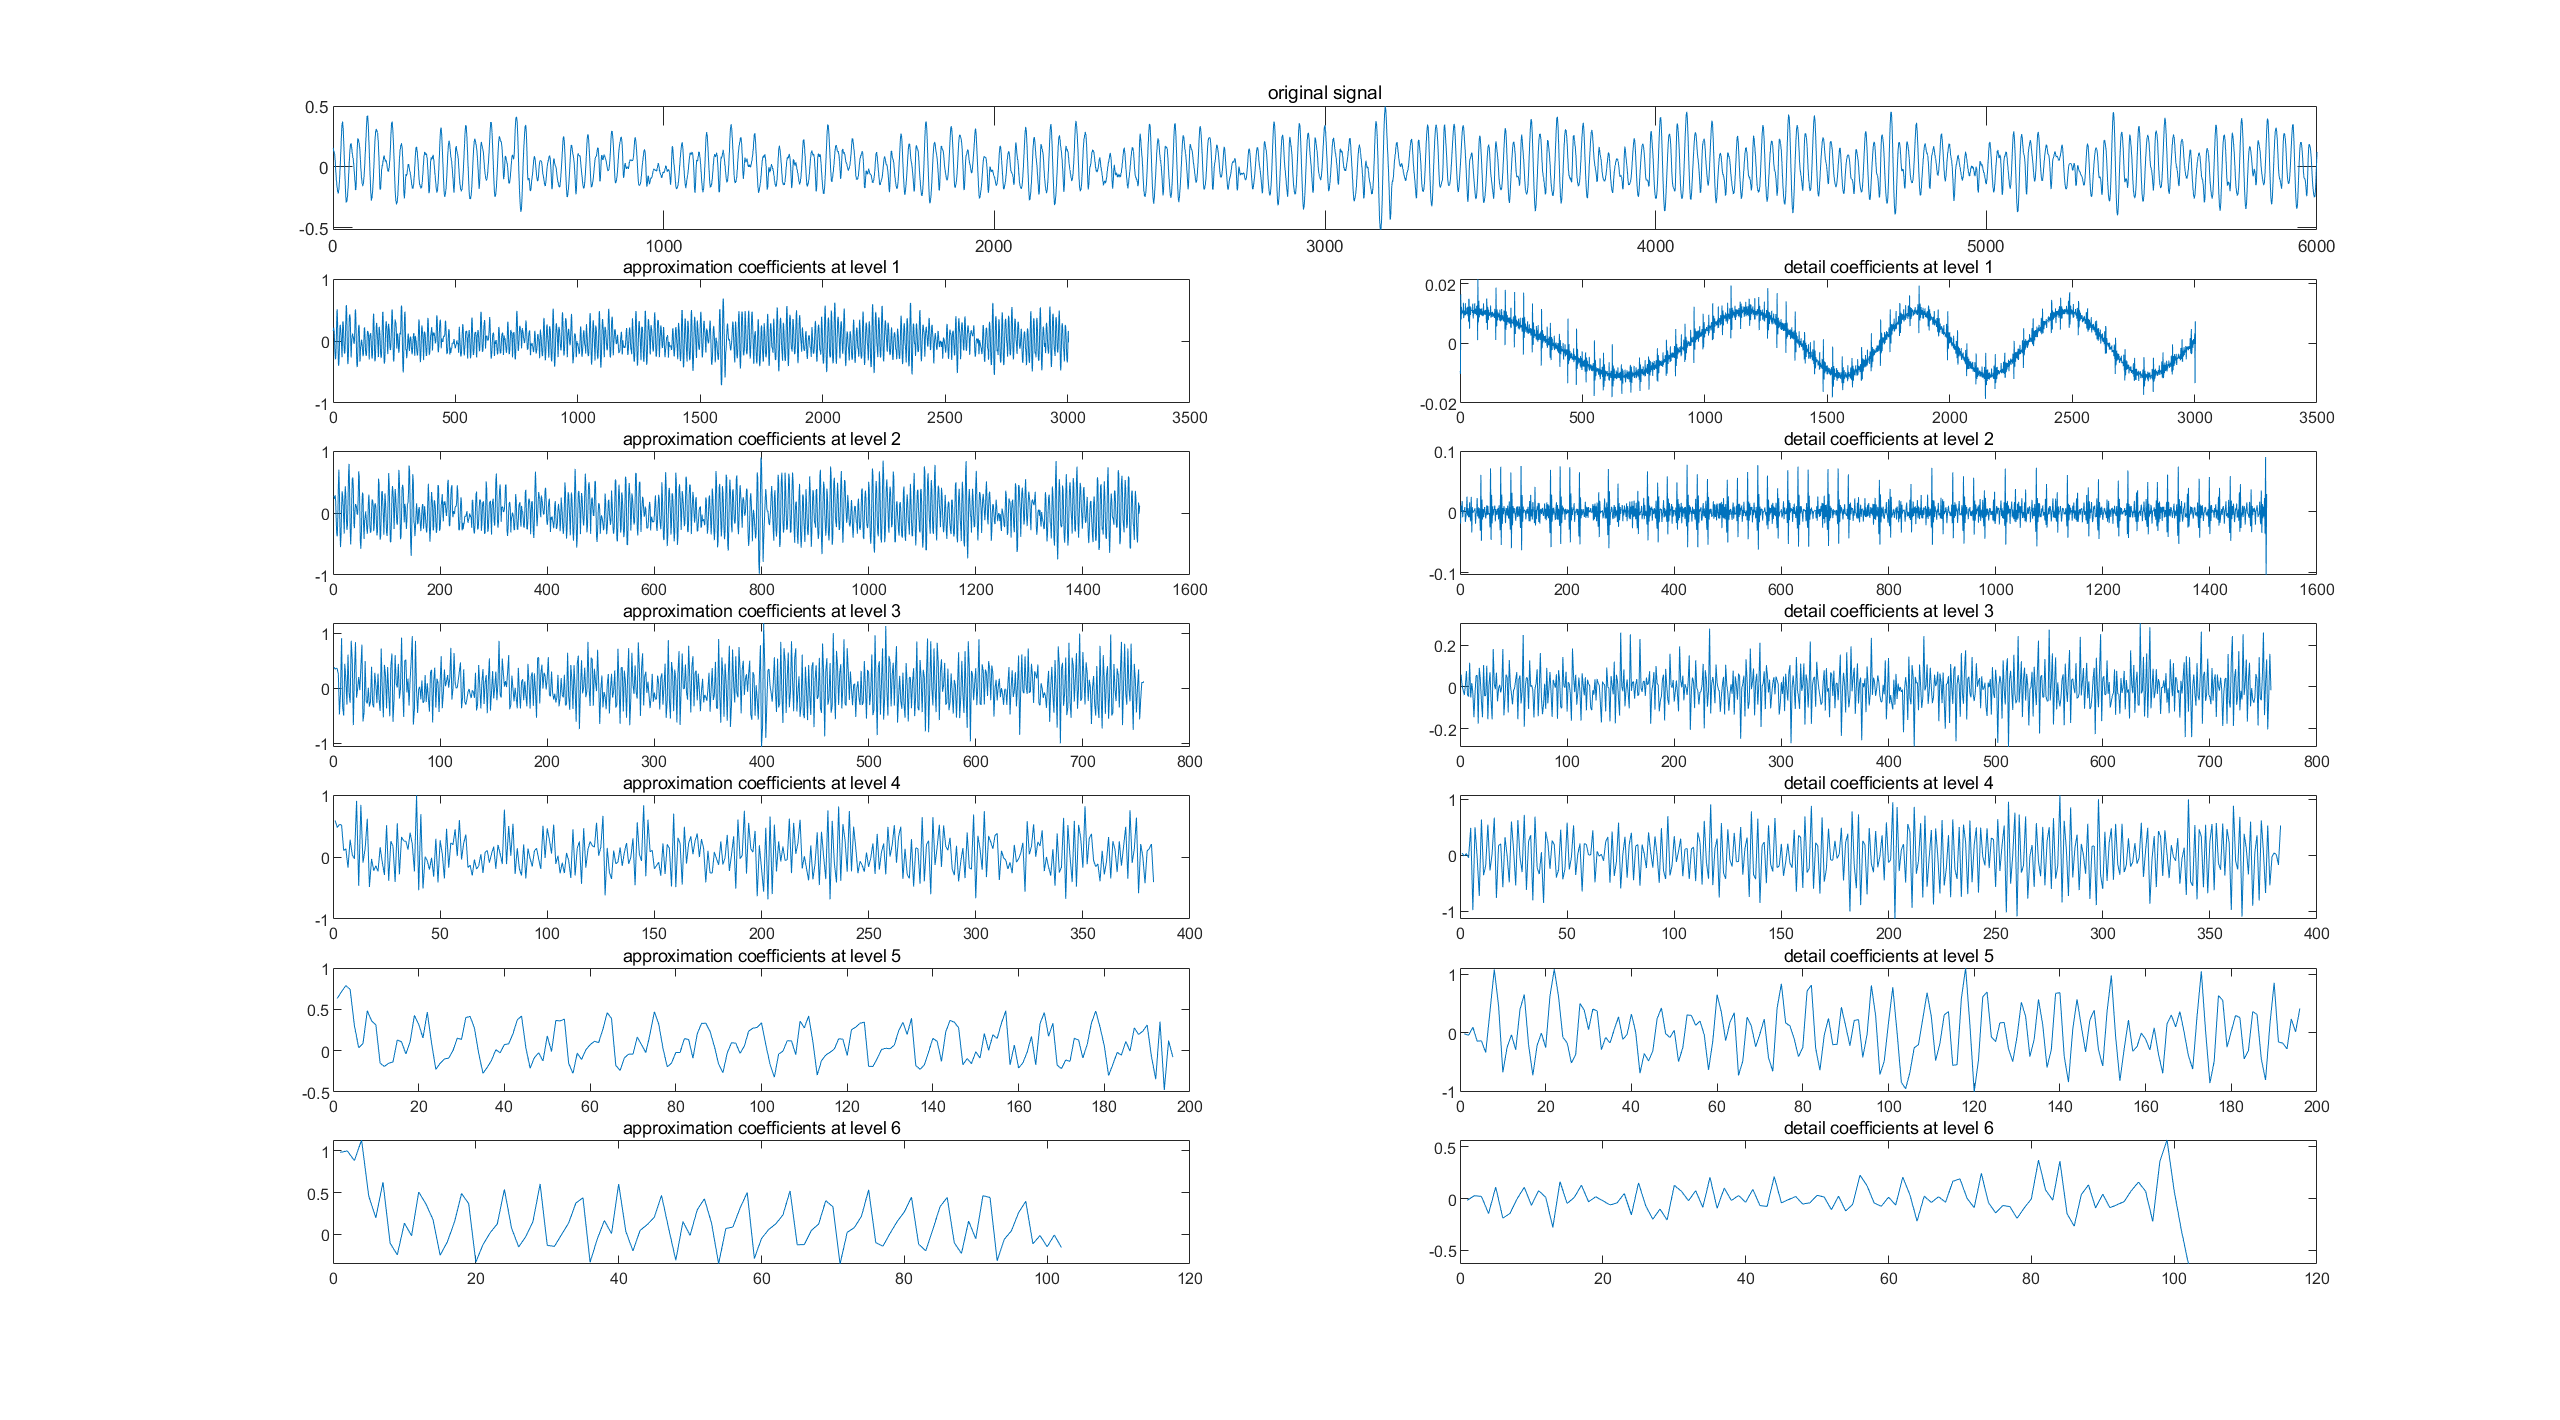 original signal
0.5
0
-0.5
0 1000 2000 3000 4000 5000 6000
approximation coefficients at level 1
1
0
-1
0 500 1000 1500 2000 2500 3000 3500
detail coefficients at level 1
0.02
0
-0.02
0 500 1000 1500 2000 2500 3000 3500
approximation coefficients at level 2
1
0
-1
0 200 400 600 800 1000 1200 1400 1600
detail coefficients at level 2
0.1
0
-0.1
0 200 400 600 800 1000 1200 1400 1600
approximation coefficients at level 3
1
0
-1
0 100 200 300 400 500 600 700 800
detail coefficients at level 3
0.2
0
-0.2
0 100 200 300 400 500 600 700 800
approximation coefficients at level 4
1
0
-1
0 50 100 150 200 250 300 350 400
detail coefficients at level 4
1
0
-1
0 50 100 150 200 250 300 350 400
approximation coefficients at level 5
1
0.5
0
-0.5
0 20 40 60 80 100 120 140 160 180 200
detail coefficients at level 5
1
0
-1
0 20 40 60 80 100 120 140 160 180 200
approximation coefficients at level 6
1
0.5
0
0 20 40 60 80 100 120
detail coefficients at level 6
0.5
0
-0.5
0 20 40 60 80 100 120